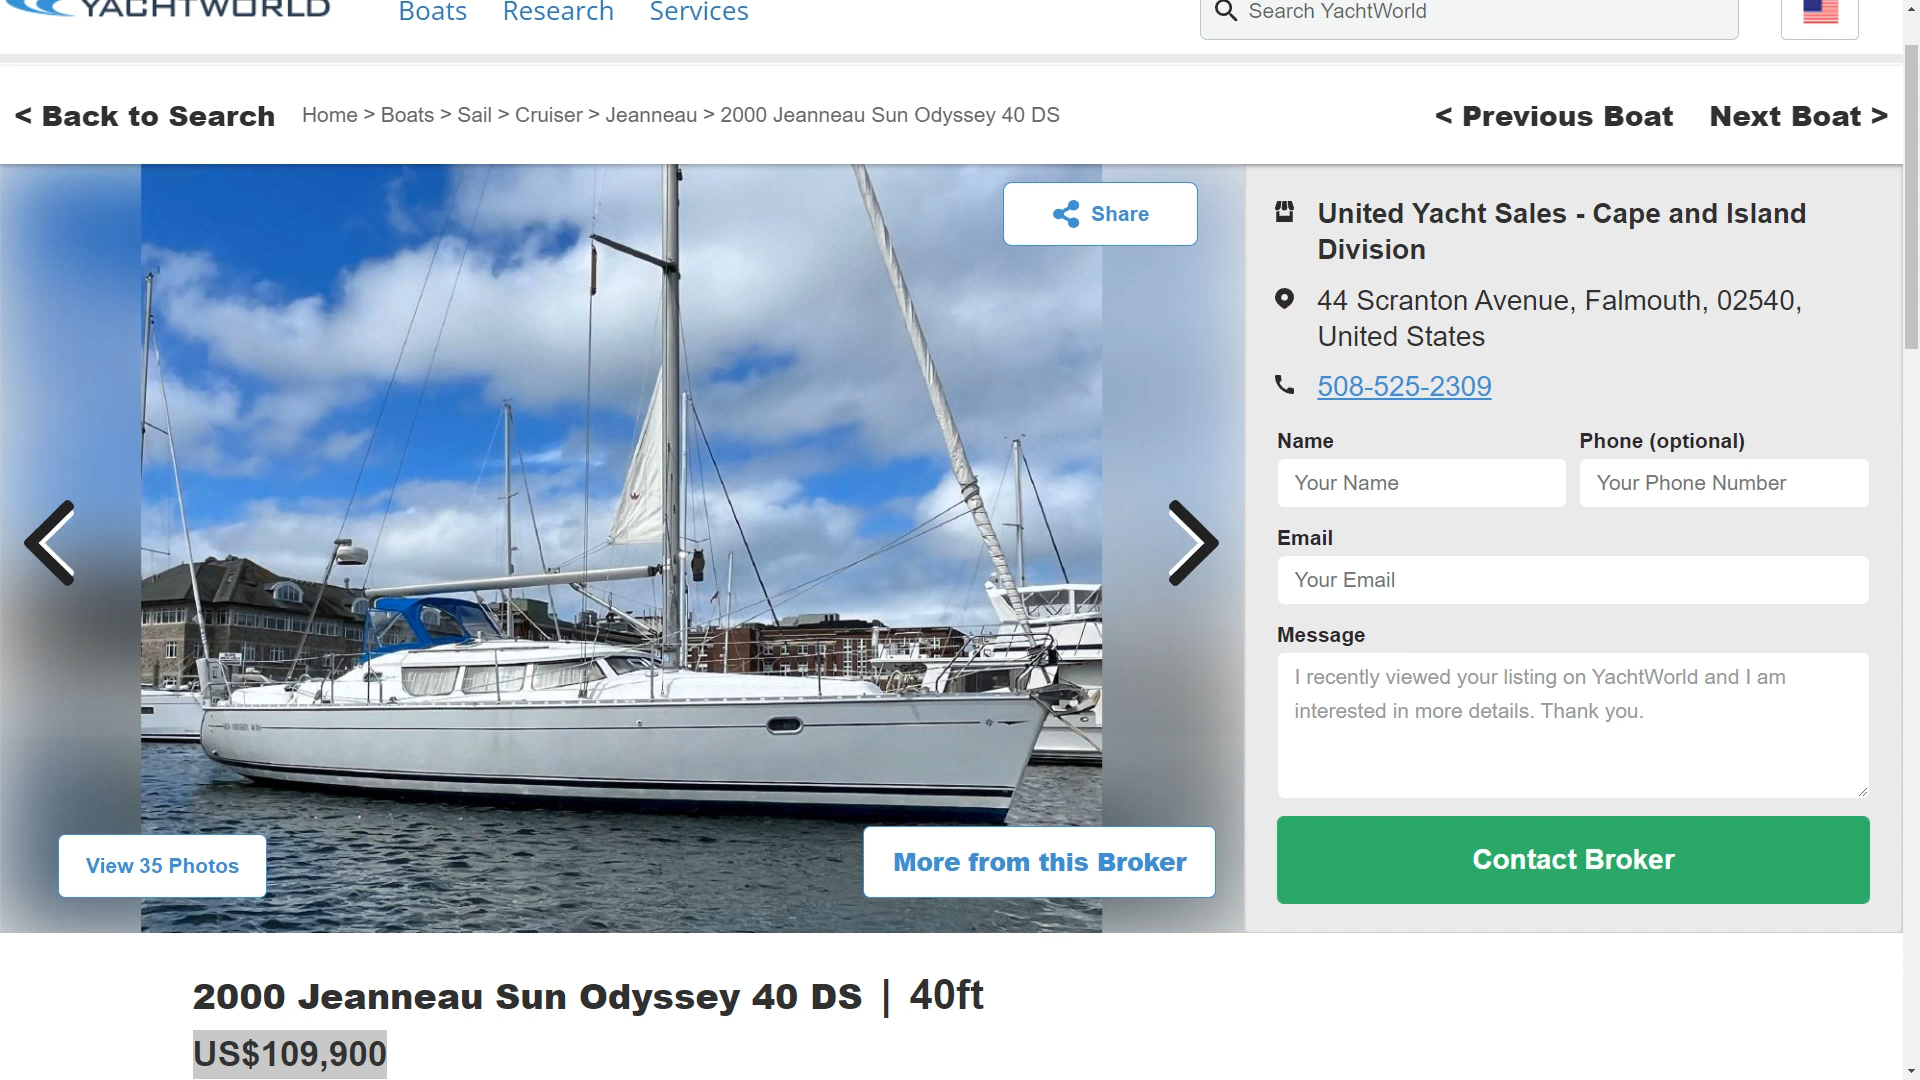 YACHTWORLD
Boats Research Services
Search YachtWorld
< Back to Search
Home > Boats > Sail > Cruiser > Jeanneau > 2000 Jeanneau Sun Odyssey 40 DS
< Previous Boat
Next Boat >
Share
United Yacht Sales - Cape and Island
Division
44 Scranton Avenue, Falmouth, 02540,
United States
508-525-2309
Name
Phone (optional)
Your Name
Your Phone Number
Email
Your Email
Message
I recently viewed your listing on YachtWorld and I am
interested in more details. Thank you.
View 35 Photos
More from this Broker
Contact Broker
2000 Jeanneau Sun Odyssey 40 DS | 40ft
US$109,900